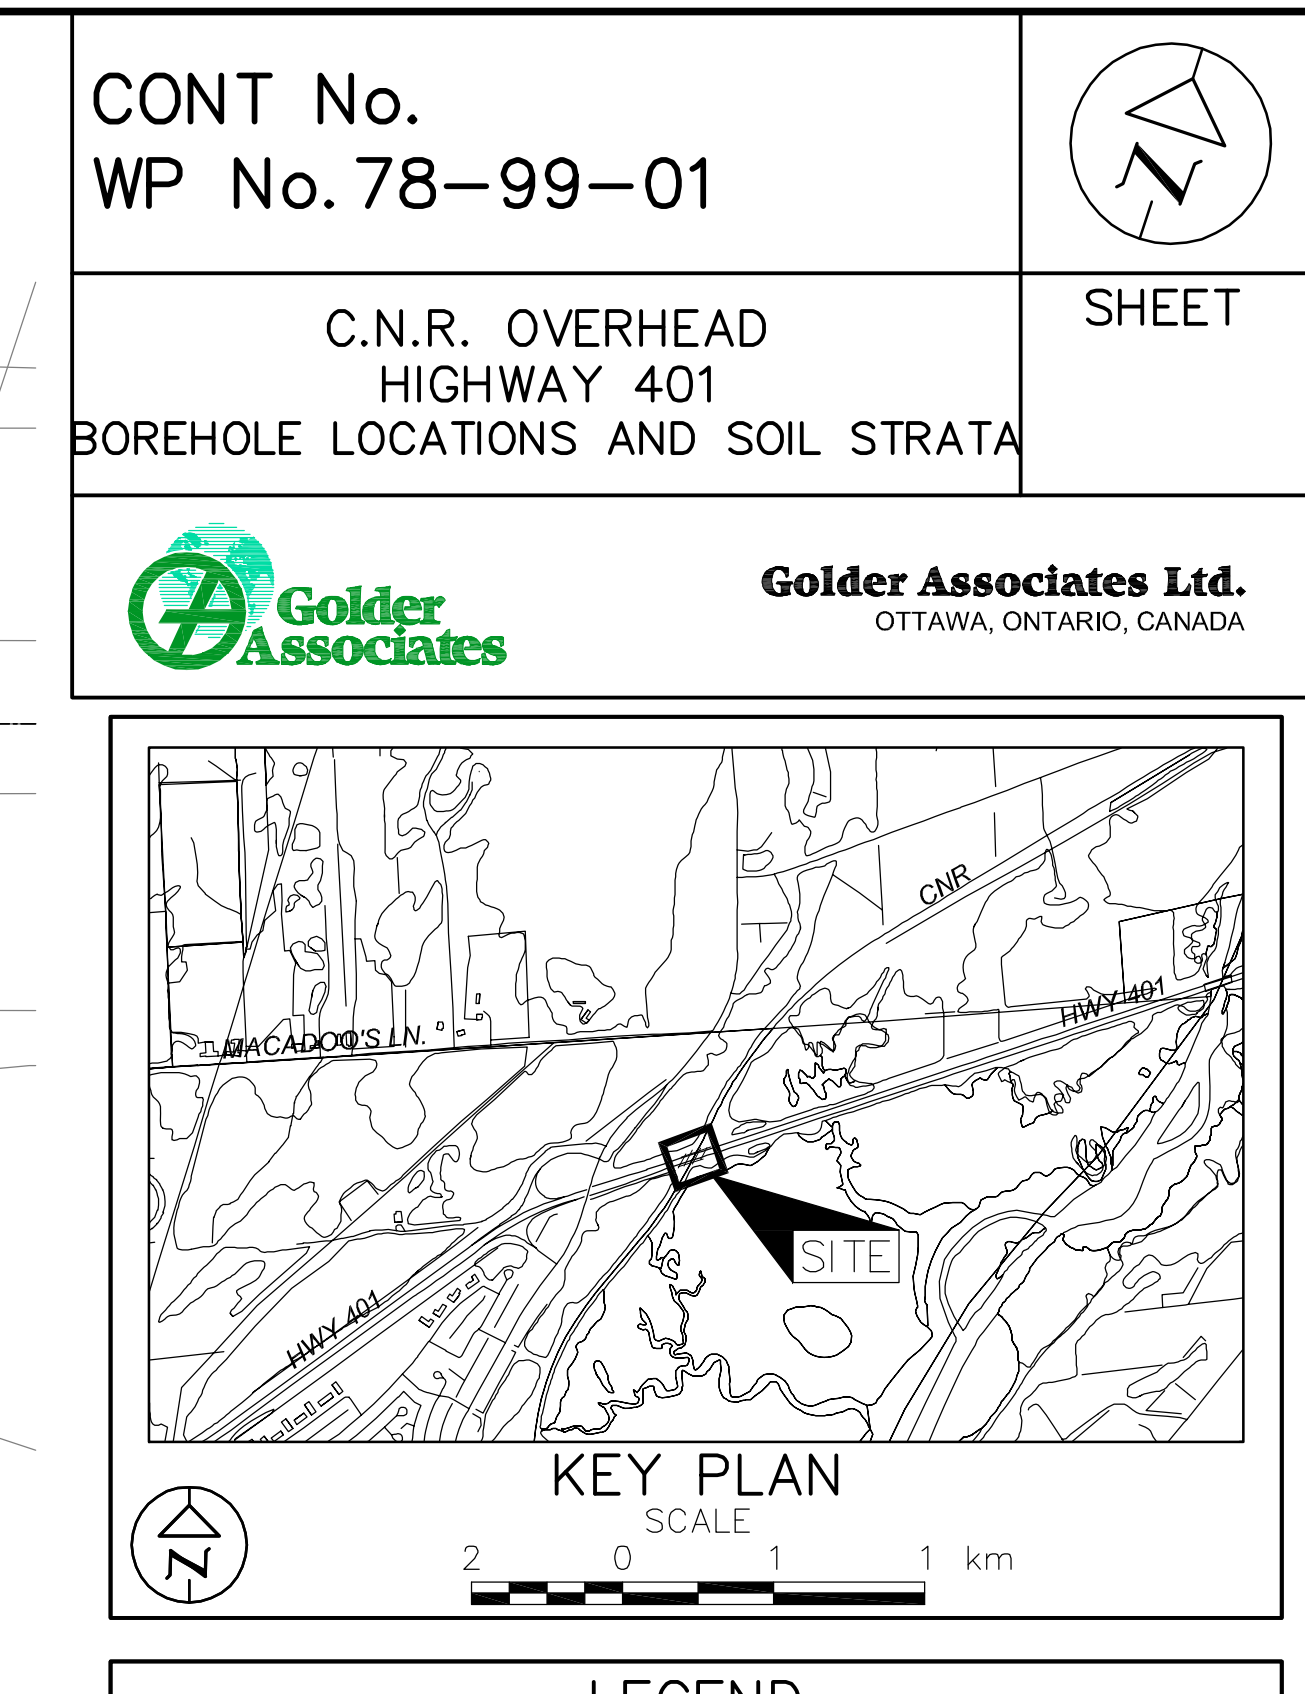 CONT No.
WP No. 78-99-01
N
C.N.R. OVERHEAD
HIGHWAY 401
BOREHOLE LOCATIONS AND SOIL STRATA
SHEET
Golder
Associates
Golder Associates Ltd.
OTTAWA, ONTARIO, CANADA
CNR
HWY 401
MACADOO'S LN.
SITE
HWY 401
KEY PLAN
SCALE
2 0 1 1 km
N
LEGEND